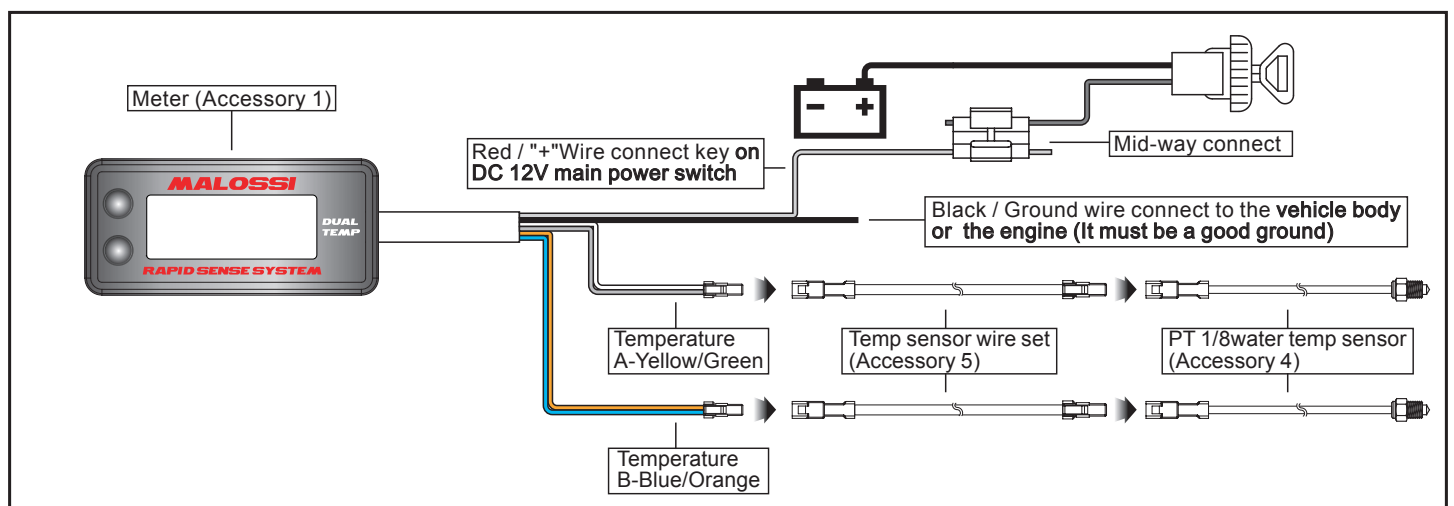 Meter (Accessory 1)
MALOSSI
DUAL
TEMP
RAPID SENSE SYSTEM
Red / "+"Wire connect key on
DC 12V main power switch
Mid-way connect
Black / Ground wire connect to the vehicle body
or the engine (It must be a good ground)
Temperature
A-Yellow/Green
Temp sensor wire set
(Accessory 5)
PT 1/8water temp sensor
(Accessory 4)
Temperature
B-Blue/Orange